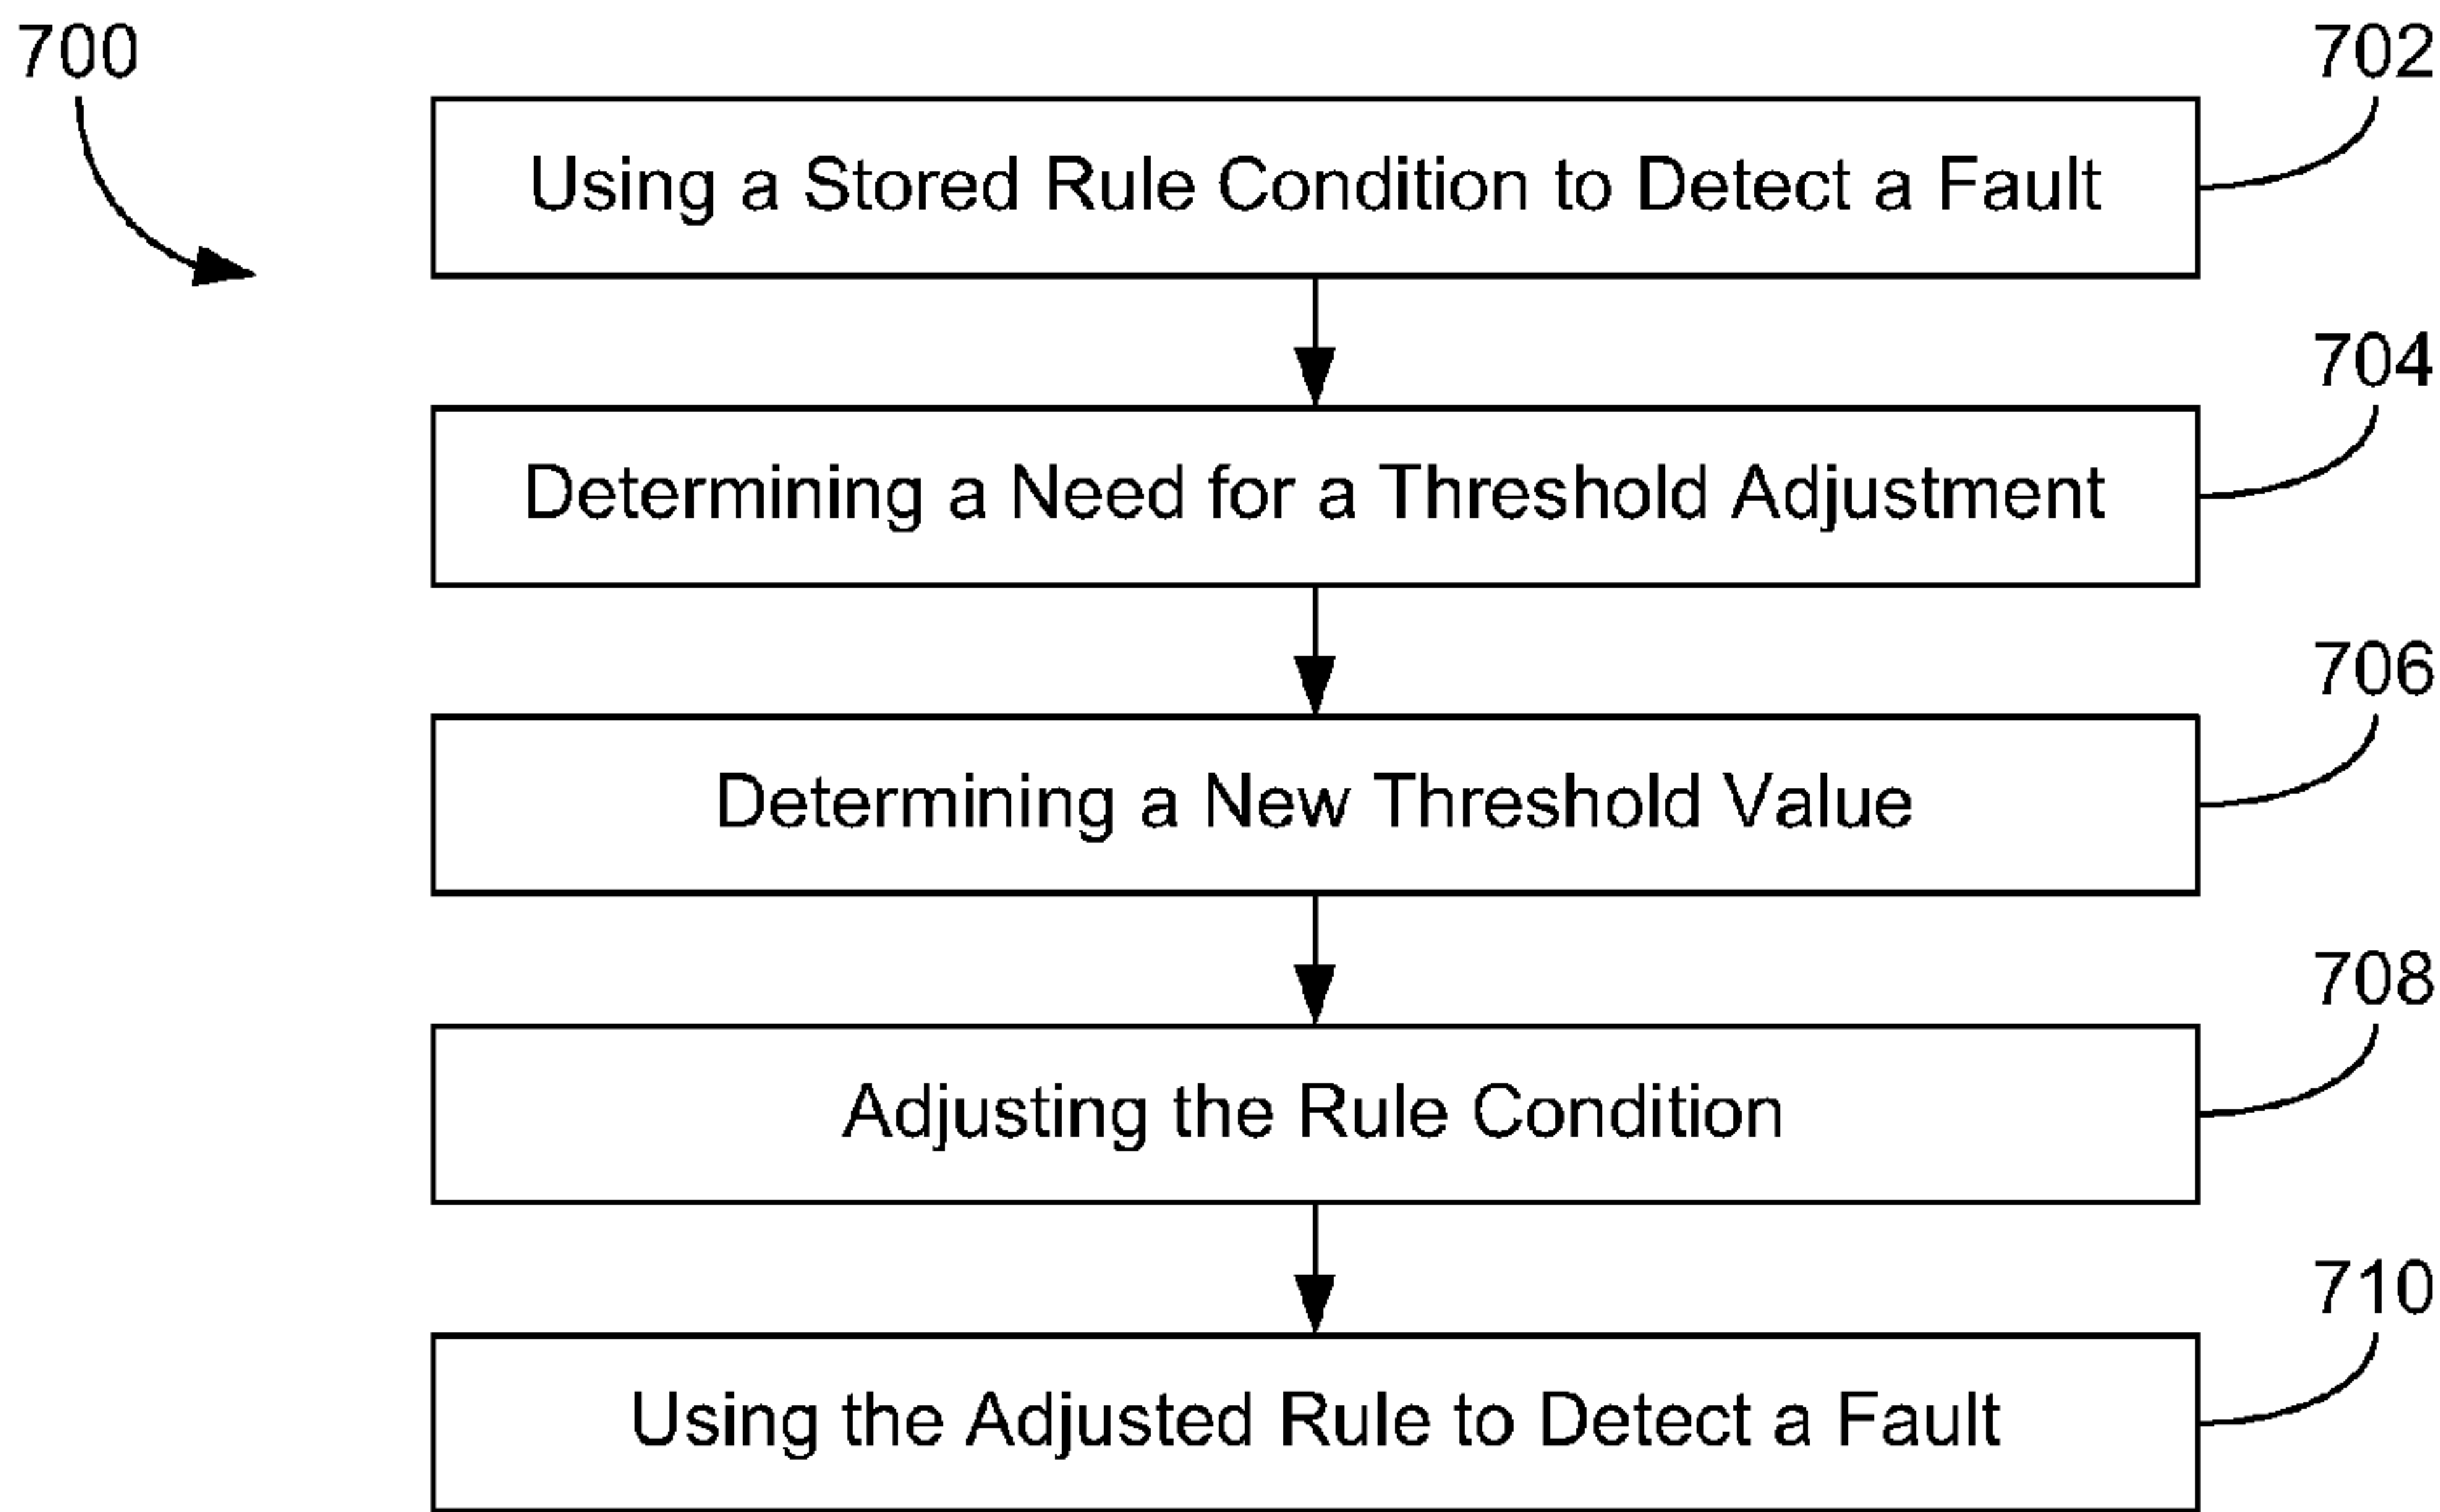 700
702
Using a Stored Rule Condition to Detect a Fault
704
Determining a Need for a Threshold Adjustment
706
Determining a New Threshold Value
708
Adjusting the Rule Condition
710
Using the Adjusted Rule to Detect a Fault